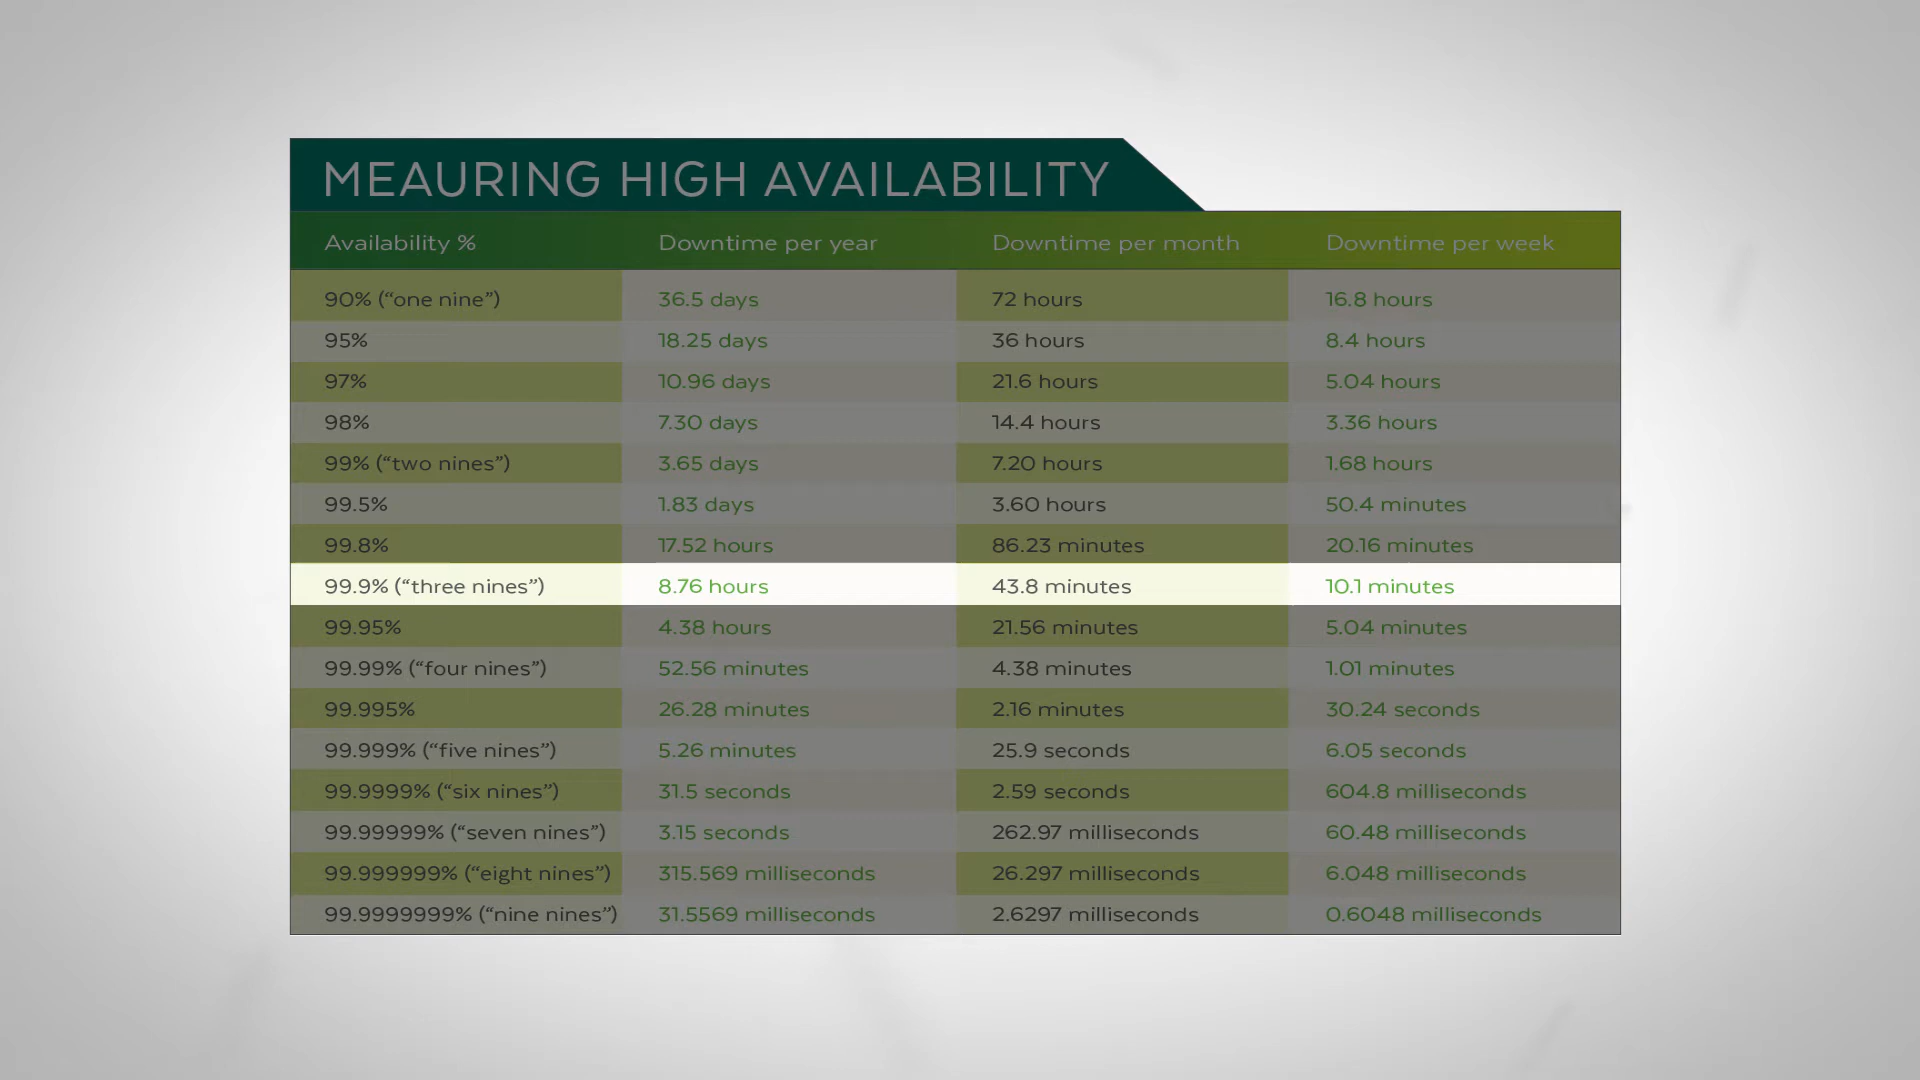 MEAURING HIGH AVAILABILITY
Availability % Downtime per year Downtime per month Downtime per week
90% (“one nine”) 36.5 days 72 hours 16.8 hours
95% 18.25 days 36 hours 8.4 hours
97% 10.96 days 21.6 hours 5.04 hours
98% 7.30 days 14.4 hours 3.36 hours
99% (“two nines”) 3.65 days 7.20 hours 1.68 hours
99.5% 1.83 days 3.60 hours 50.4 minutes
99.8% 17.52 hours 86.23 minutes 20.16 minutes
99.9% (“three nines”) 8.76 hours 43.8 minutes 10.1 minutes
99.95% 4.38 hours 21.56 minutes 5.04 minutes
99.99% (“four nines”) 52.56 minutes 4.38 minutes 1.01 minutes
99.995% 26.28 minutes 2.16 minutes 30.24 seconds
99.999% (“five nines”) 5.26 minutes 25.9 seconds 6.05 seconds
99.9999% (“six nines”) 31.5 seconds 2.59 seconds 604.8 milliseconds
99.99999% (“seven nines”) 3.15 seconds 262.97 milliseconds 60.48 milliseconds
99.999999% (“eight nines”) 315.569 milliseconds 26.297 milliseconds 6.048 milliseconds
99.9999999% (“nine nines”) 31.5569 milliseconds 2.6297 milliseconds 0.6048 milliseconds